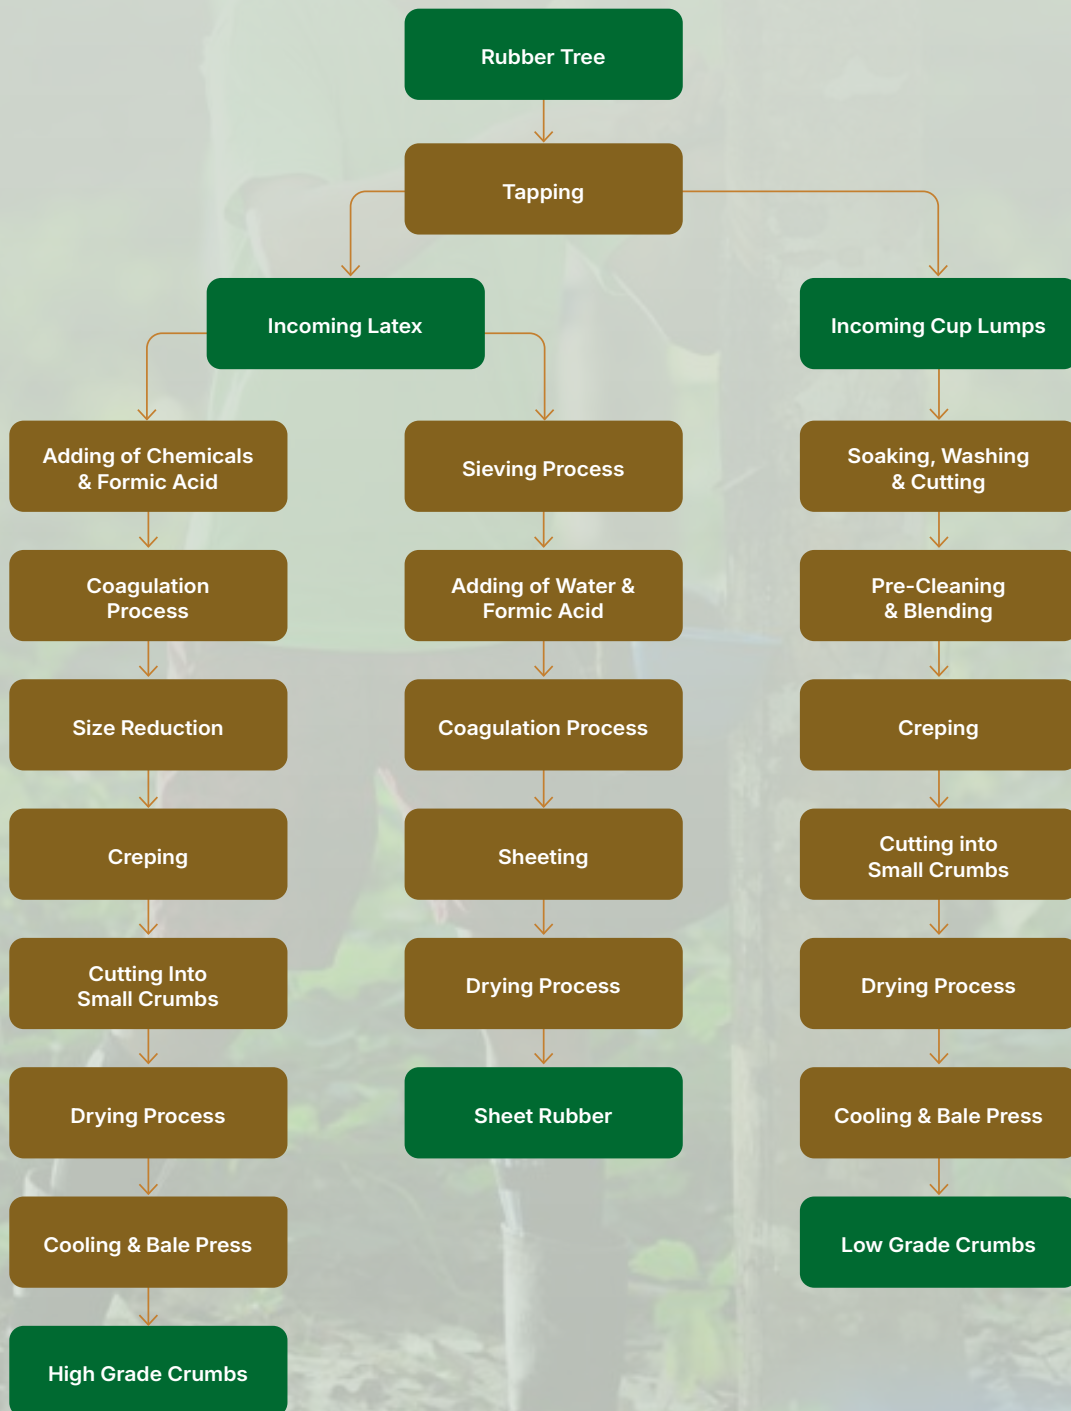 Rubber Tree
Tapping
Incoming Latex
Incoming Cup Lumps
Adding of Chemicals
& Formic Acid
Sieving Process
Soaking, Washing
& Cutting
Coagulation
Process
Adding of Water &
Formic Acid
Pre-Cleaning
& Blending
Size Reduction
Coagulation Process
Creping
Creping
Sheeting
Cutting into
Small Crumbs
Cutting Into
Small Crumbs
Drying Process
Drying Process
Drying Process
Sheet Rubber
Cooling & Bale Press
Cooling & Bale Press
Low Grade Crumbs
High Grade Crumbs